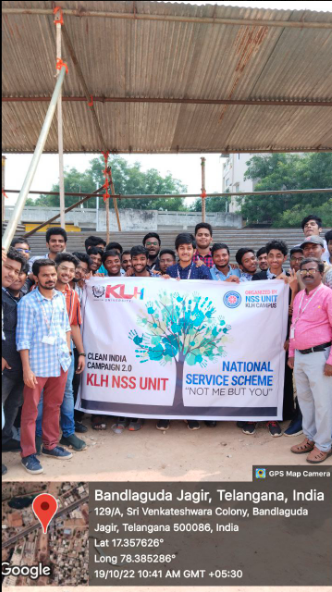 KLH
ORGANIZED BY
NSS UNIT
KLH CAMPUS
CLEAN INDIA
CAMPAIGN 2.0
KLH NSS UNIT
NATIONAL
SERVICE SCHEME
"NOT ME BUT YOU"
GPS Map Camera
Bandlaguda Jagir, Telangana, India
129/A, Sri Venkateshwara Colony, Bandlaguda
Jagir, Telangana 500086, India
Lat 17.357626°
Long 78.385286°
19/10/22 10:41 AM GMT +05:30
Google